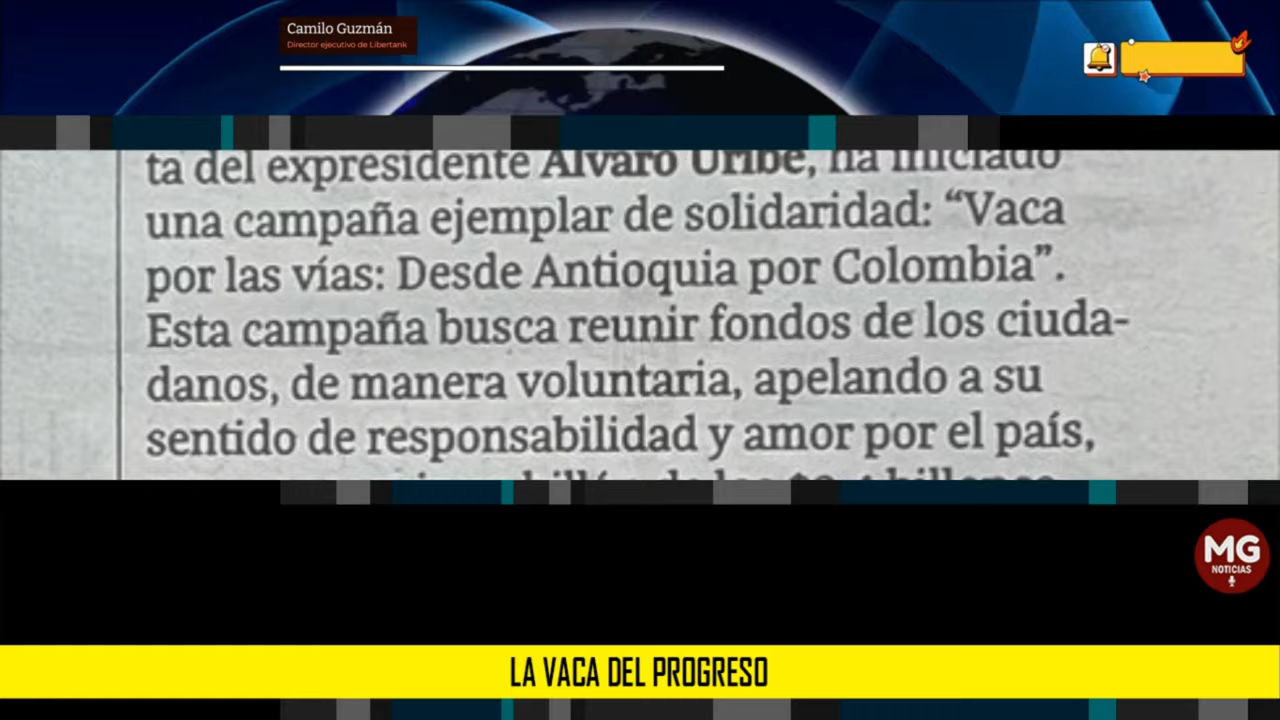 Camilo Guzmán
Director ejecutivo de Libertank
ta del expresidente Álvaro Uribe, ha iniciado
una campaña ejemplar de solidaridad: “Vaca
por las vías: Desde Antioquia por Colombia”.
Esta campaña busca reunir fondos de los ciuda-
danos, de manera voluntaria, apelando a su
sentido de responsabilidad y amor por el país,
MG
NOTICIAS
LA VACA DEL PROGRESO